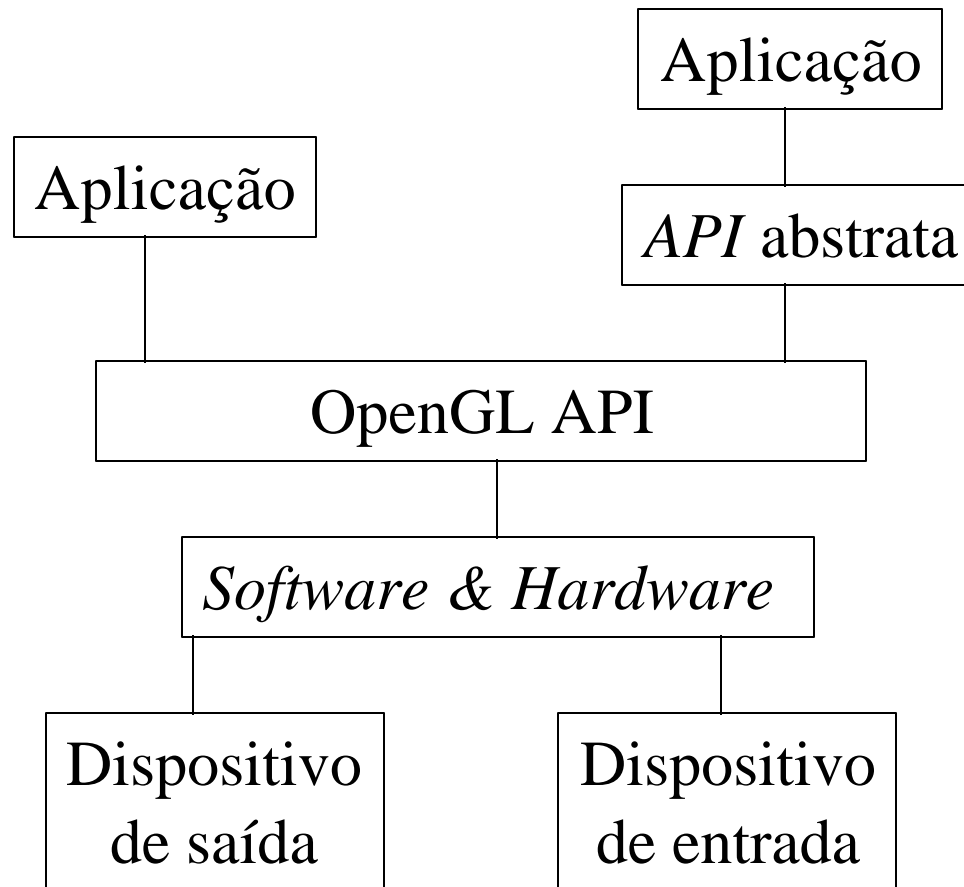 Aplicação
Aplicação
API abstrata
OpenGL API
Software & Hardware
Dispositivo
de saída
Dispositivo
de entrada